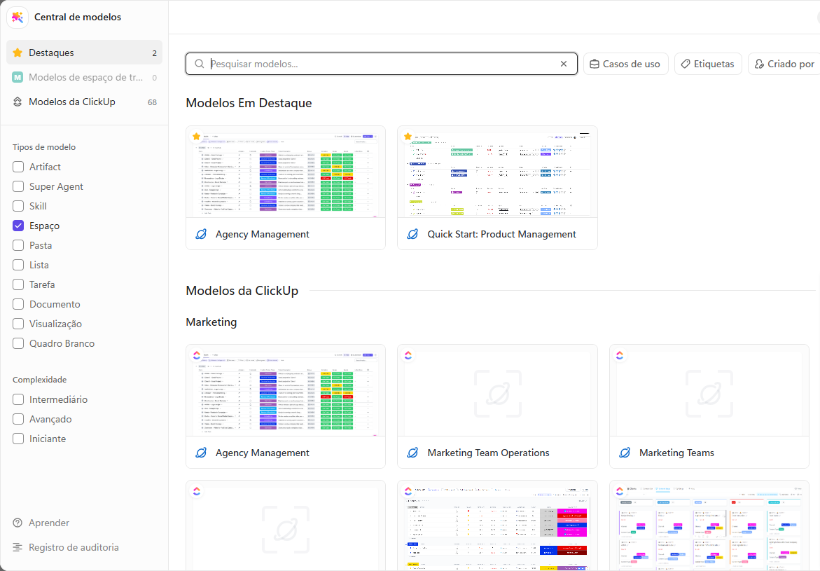 Central de modelos
Destaques 2
Modelos de espaço de tr... 0
Modelos da ClickUp 68
Tipos de modelo
Artifact
Super Agent
Skill
Espaço
Pasta
Lista
Tarefa
Documento
Visualização
Quadro Branco
Complexidade
Intermediário
Avançado
Iniciante
Aprender
Registro de auditoria
Pesquisar modelos...
Casos de uso
Etiquetas
Criado por
Modelos Em Destaque
Agency Management
Quick Start: Product Management
Modelos da ClickUp
Marketing
Agency Management
Marketing Team Operations
Marketing Teams